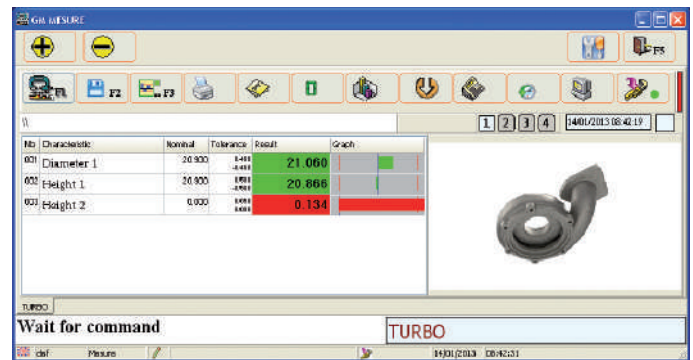 GM MESURE
F5
F1 F2 F3
\\ 1 2 3 4 14/01/2013 08:42:19
Nb Characteristic Nominal Tolerance Result Graph
001 Diameter 1 20.900 21.060
002 Height 1 20.900 20.866
003 Height 2 0.000 0.134
TURBO
Wait for command TURBO
def Mesure 14/01/2013 08:42:31